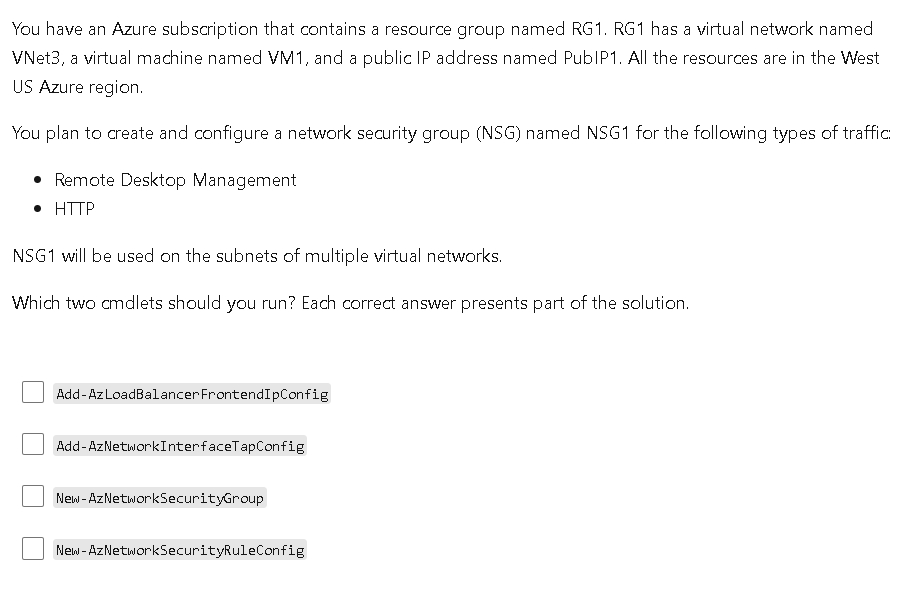 You have an Azure subscription that contains a resource group named RG1. RG1 has a virtual network named
VNet3, a virtual machine named VM1, and a public IP address named PubIP1. All the resources are in the West
US Azure region.
You plan to create and configure a network security group (NSG) named NSG1 for the following types of traffic:
• Remote Desktop Management
• HTTP
NSG1 will be used on the subnets of multiple virtual networks.
Which two cmdlets should you run? Each correct answer presents part of the solution.
Add-AzLoadBalancerFrontendIpConfig
Add-AzNetworkInterfaceTapConfig
New-AzNetworkSecurityGroup
New-AzNetworkSecurityRuleConfig